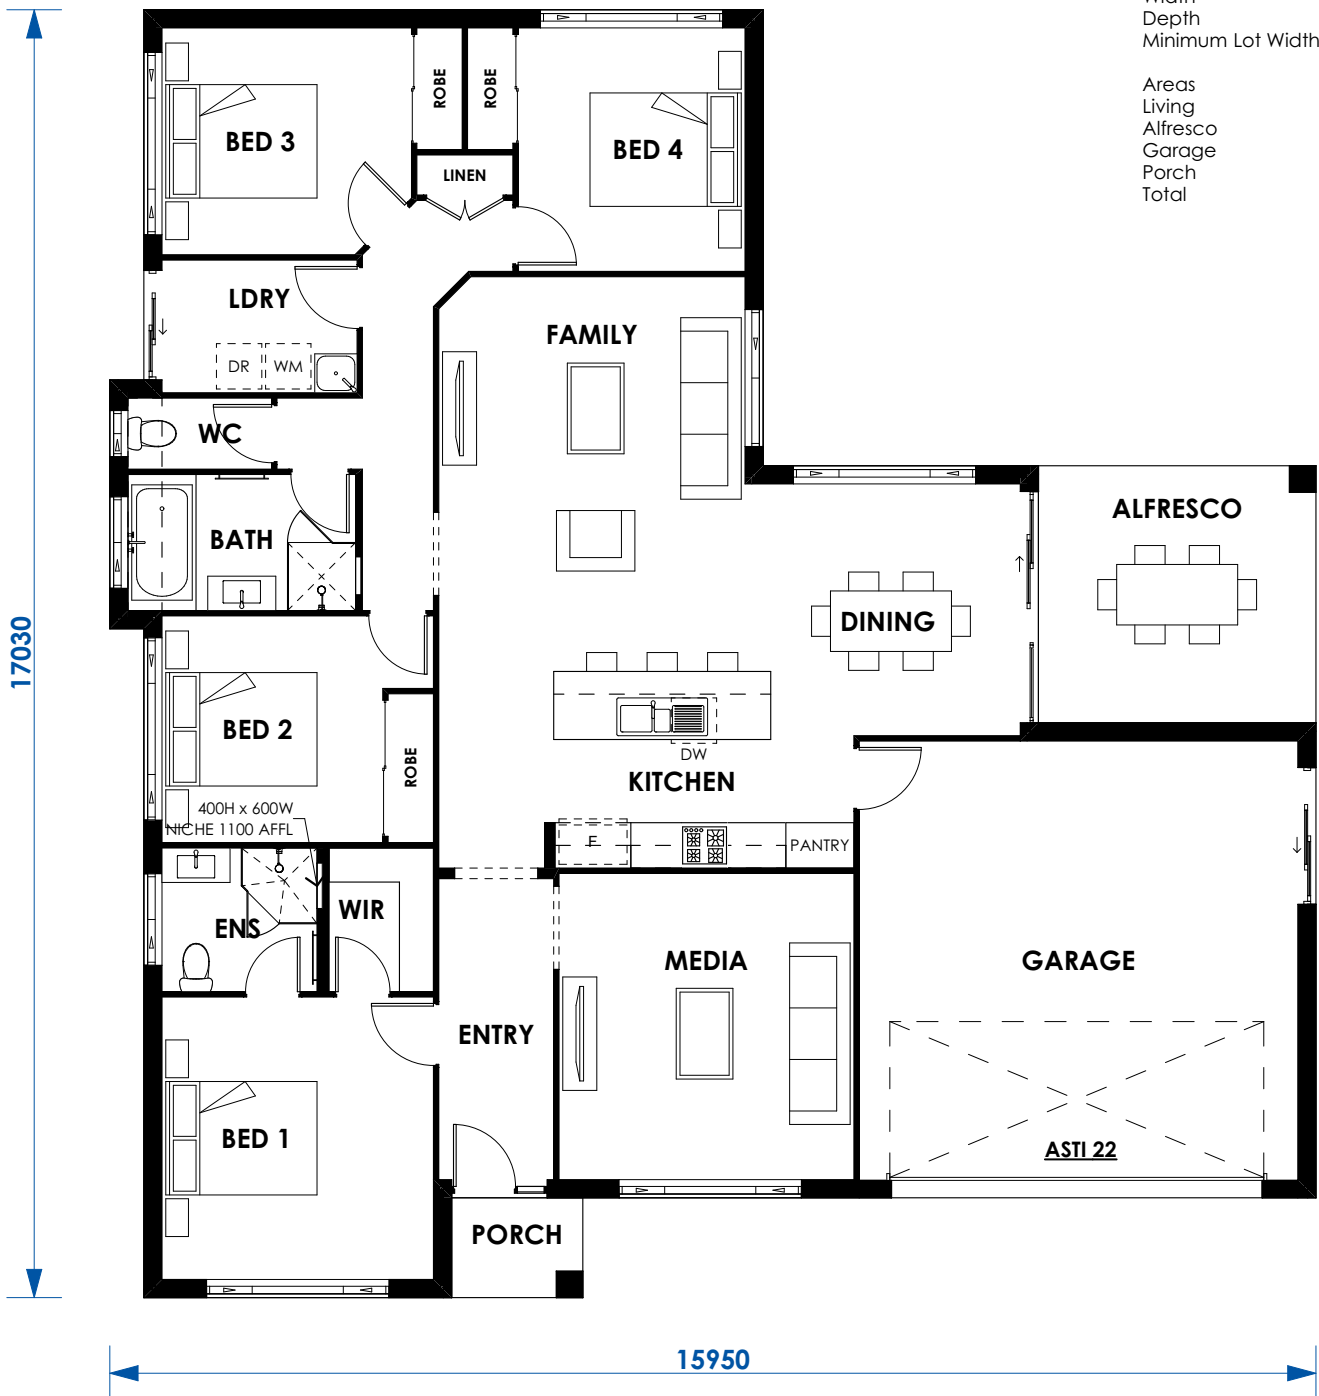 Width
Depth
Minimum Lot Width
Areas
Living
Alfresco
Garage
Porch
Total
BED 3
ROBE
ROBE
BED 4
LINEN
LDRY
DR
WM
FAMILY
WC
BATH
ALFRESCO
DINING
17030
BED 2
ROBE
DW
KITCHEN
400H x 600W
NICHE 1100 AFFL
F
PANTRY
ENS
WIR
MEDIA
GARAGE
ENTRY
BED 1
ASTI 22
PORCH
15950